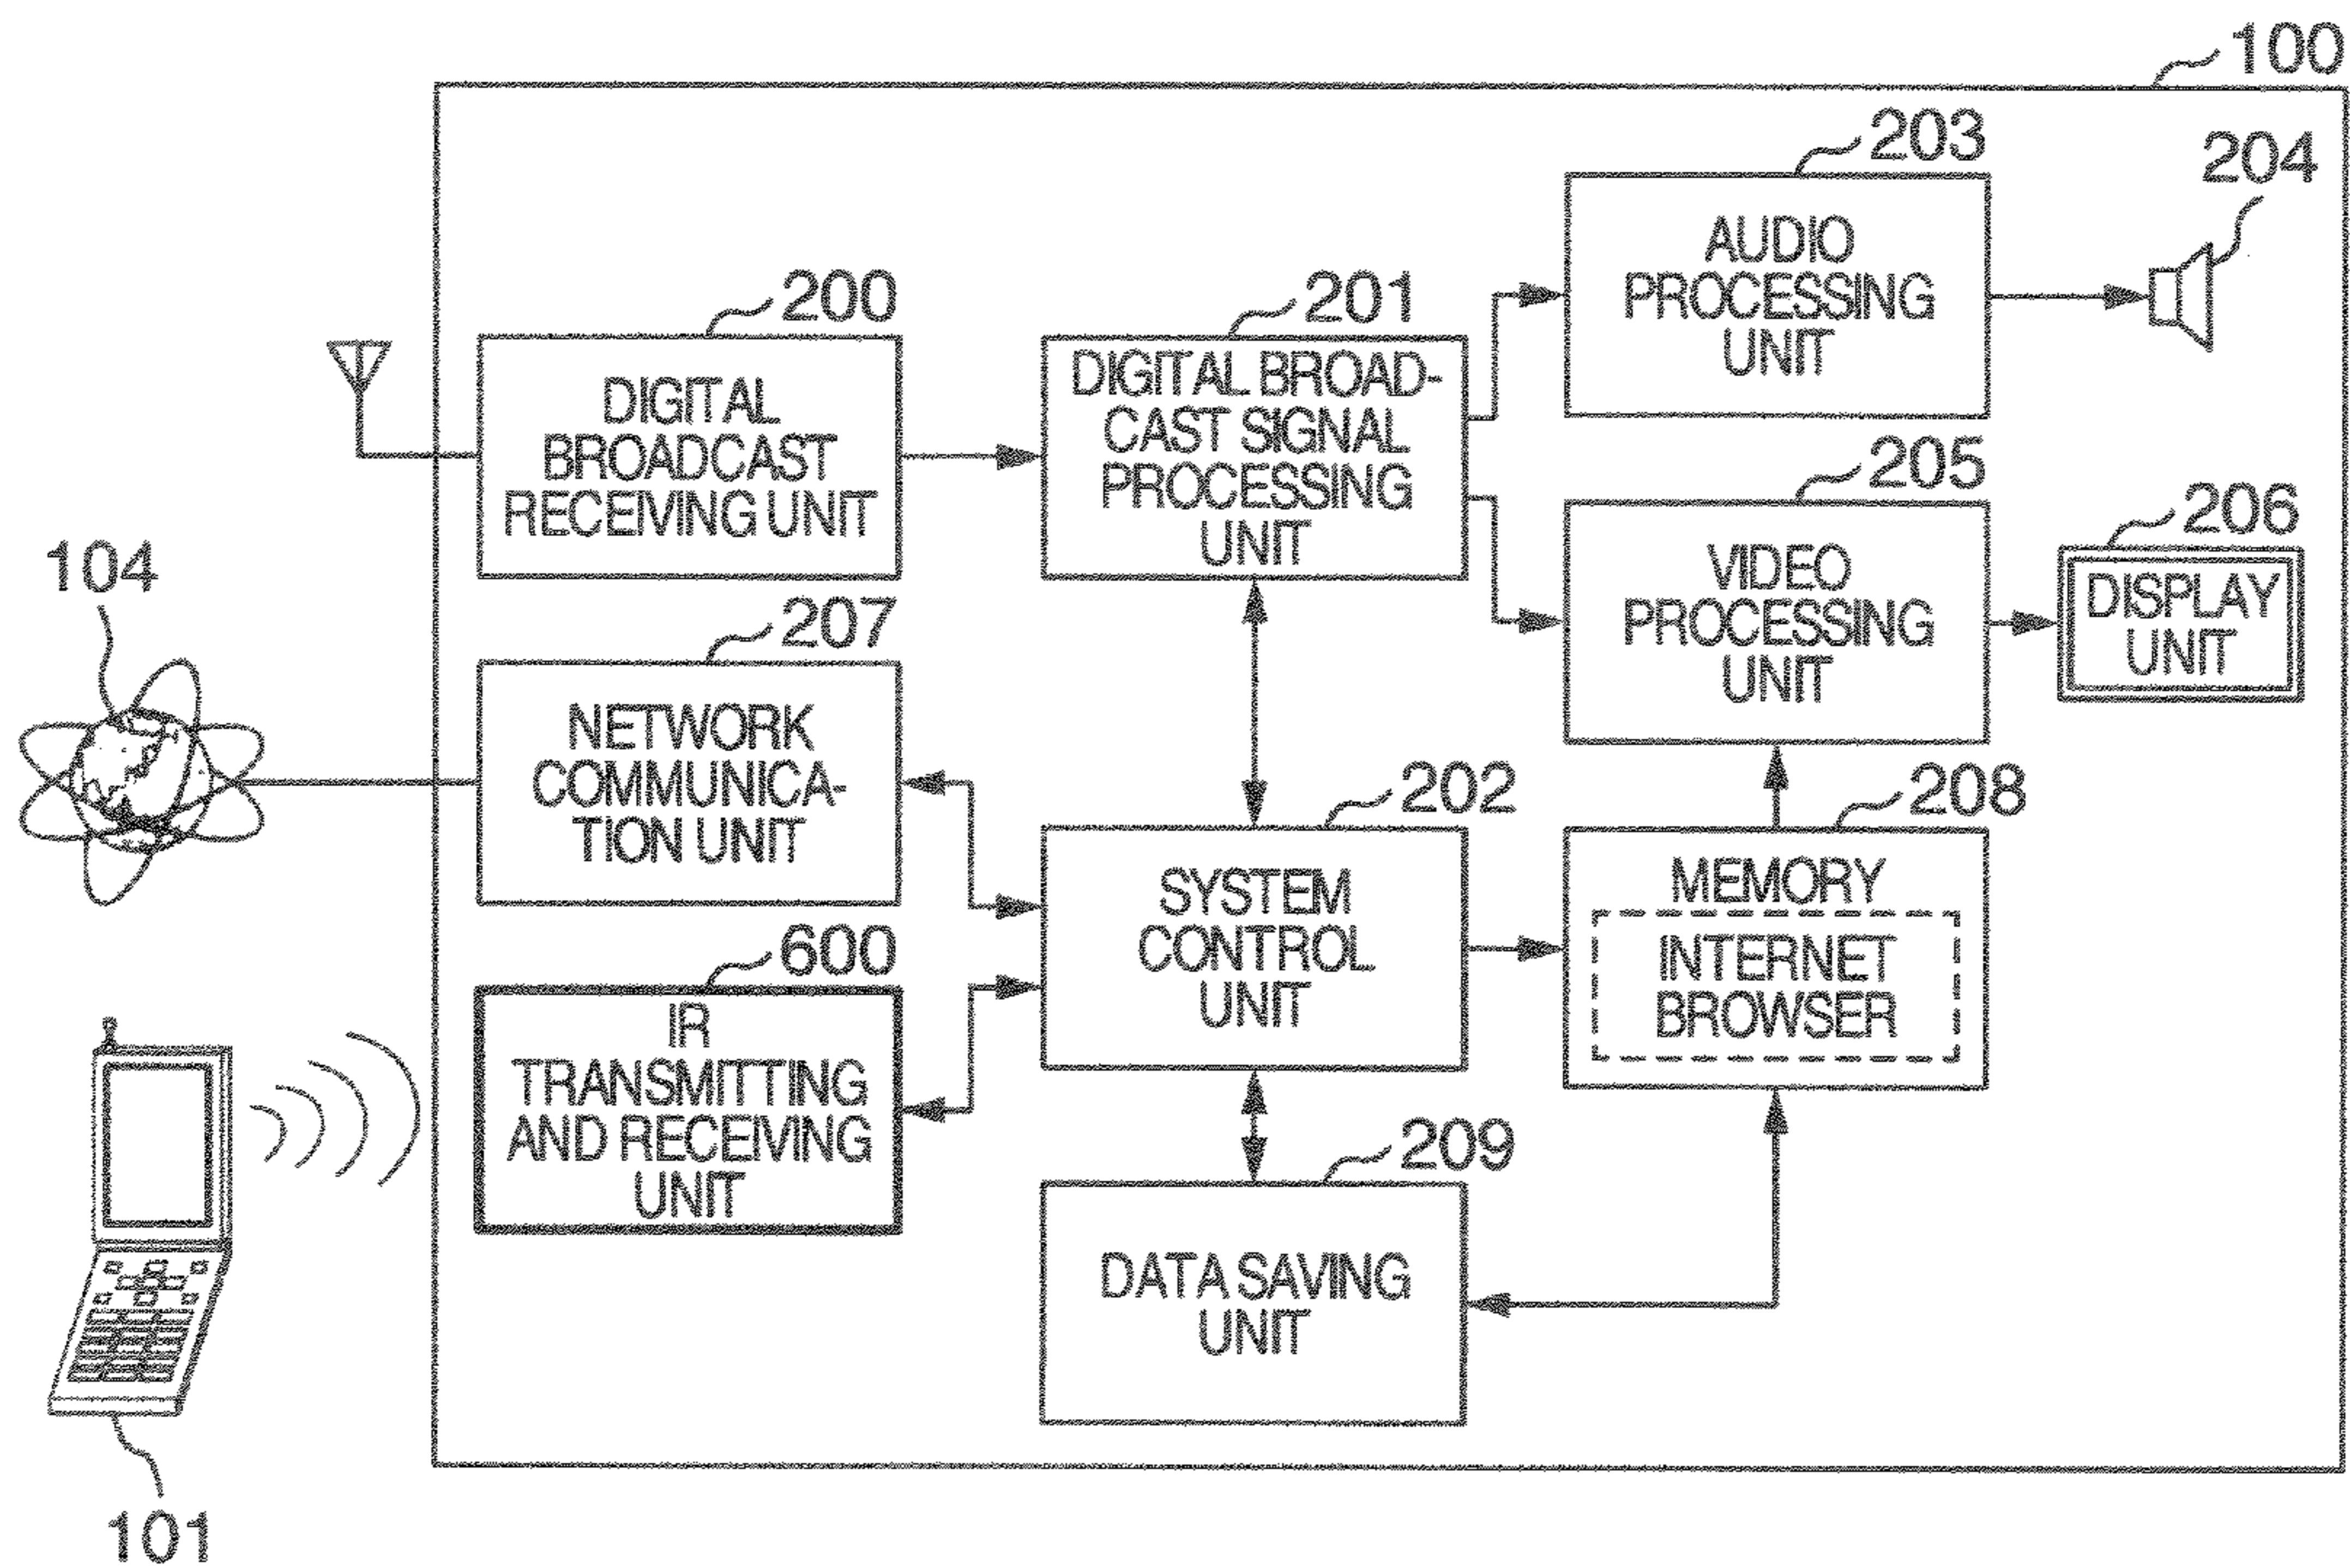 100
203
AUDIO
PROCESSING
UNIT
204
200
DIGITAL
BROADCAST
RECEIVING UNIT
201
DIGITAL BROAD-
CAST SIGNAL
PROCESSING
UNIT
205
VIDEO
PROCESSING
UNIT
206
DISPLAY
UNIT
104
207
NETWORK
COMMUNICA-
TION UNIT
202
SYSTEM
CONTROL
UNIT
208
MEMORY
INTERNET
BROWSER
600
IR
TRANSMITTING
AND RECEIVING
UNIT
209
DATA SAVING
UNIT
101